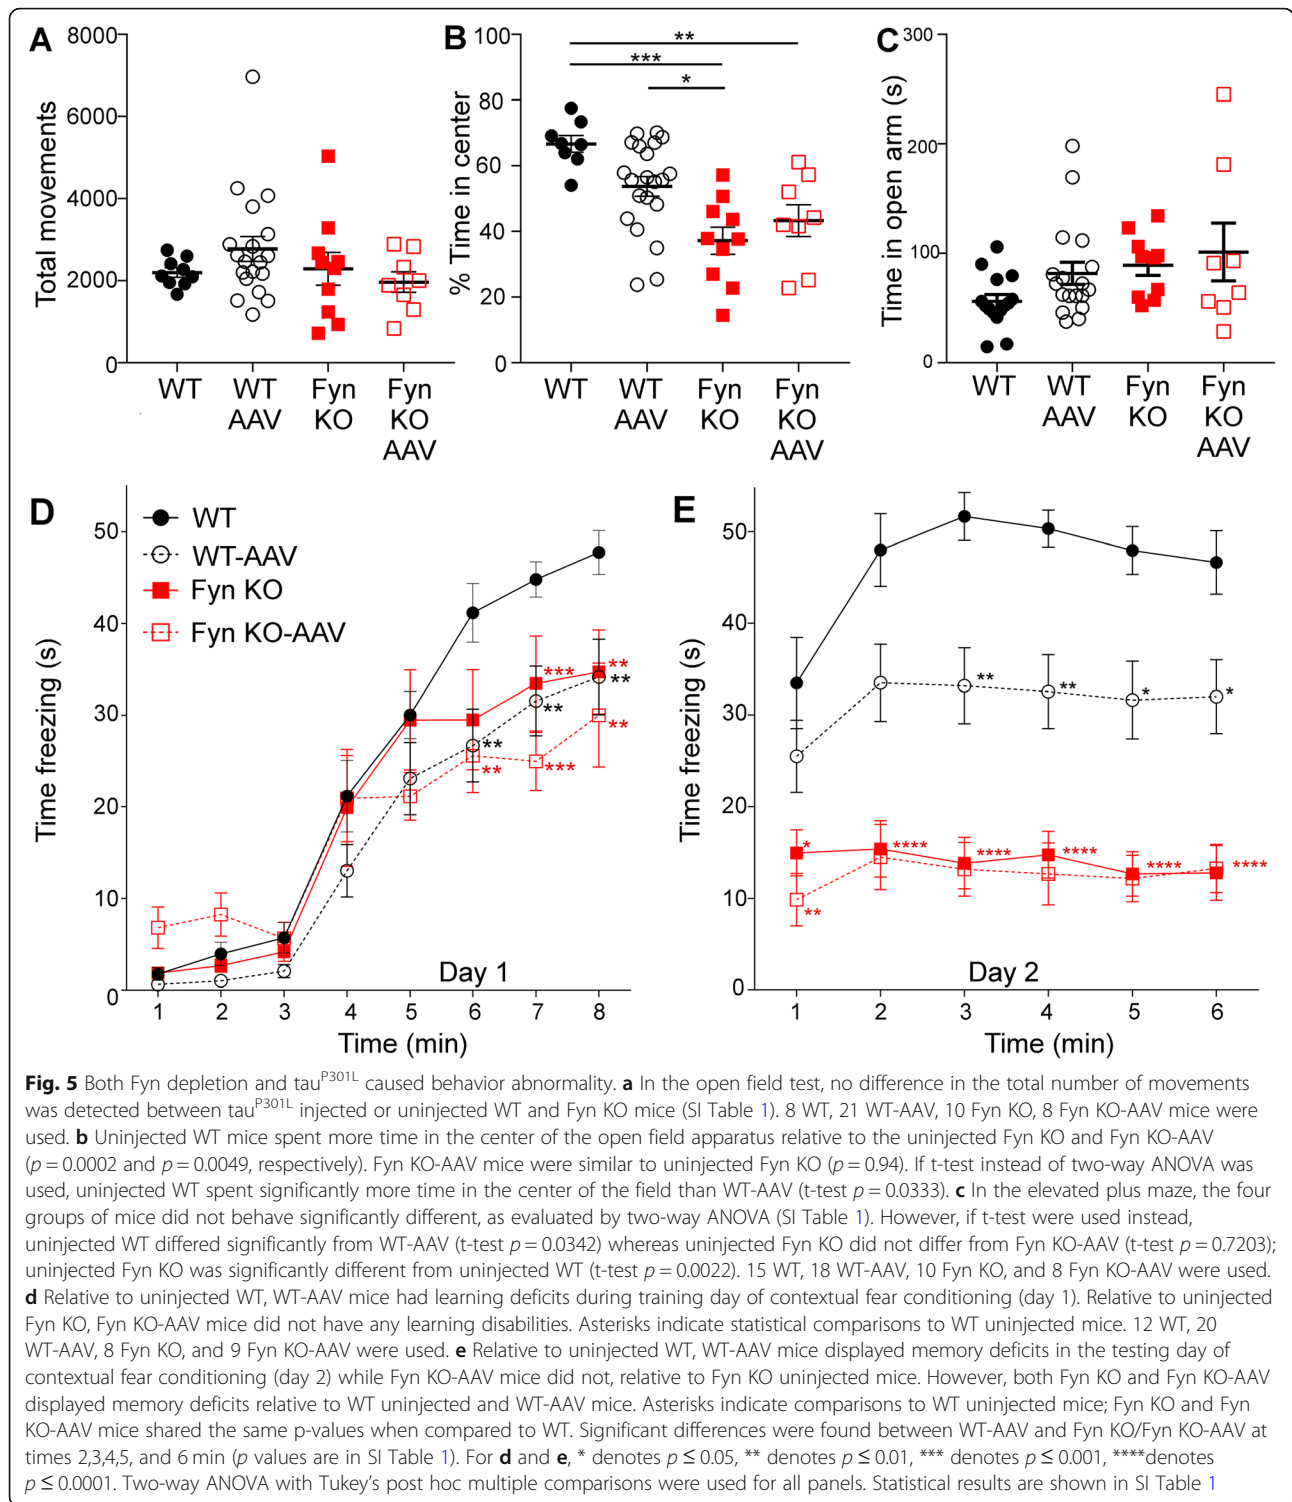 A
8000
6000
4000
2000
0
Total movements
WT
WT
AAV
Fyn
KO
Fyn
KO
AAV
B
100
80
60
40
20
0
% Time in center
**
***
*
WT
WT
AAV
Fyn
KO
Fyn
KO
AAV
C
300
200
100
0
Time in open arm (s)
WT
WT
AAV
Fyn
KO
Fyn
KO
AAV
D
WT
WT-AAV
Fyn KO
Fyn KO-AAV
50
40
30
20
10
0
Time freezing (s)
**
**
***
**
***
**
**
**
Day 1
1 2 3 4 5 6 7 8
Time (min)
E
50
40
30
20
10
0
Time freezing (s)
**
**
*
*
*
****
****
****
****
****
**
Day 2
1 2 3 4 5 6
Time (min)
Fig. 5 Both Fyn depletion and tauP301L caused behavior abnormality. a In the open field test, no difference in the total number of movements
was detected between tauP301L injected or uninjected WT and Fyn KO mice (SI Table 1). 8 WT, 21 WT-AAV, 10 Fyn KO, 8 Fyn KO-AAV mice were
used. b Uninjected WT mice spent more time in the center of the open field apparatus relative to the uninjected Fyn KO and Fyn KO-AAV
(p = 0.0002 and p = 0.0049, respectively). Fyn KO-AAV mice were similar to uninjected Fyn KO (p = 0.94). If t-test instead of two-way ANOVA was
used, uninjected WT spent significantly more time in the center of the field than WT-AAV (t-test p = 0.0333). c In the elevated plus maze, the four
groups of mice did not behave significantly different, as evaluated by two-way ANOVA (SI Table 1). However, if t-test were used instead,
uninjected WT differed significantly from WT-AAV (t-test p = 0.0342) whereas uninjected Fyn KO did not differ from Fyn KO-AAV (t-test p = 0.7203);
uninjected Fyn KO was significantly different from uninjected WT (t-test p = 0.0022). 15 WT, 18 WT-AAV, 10 Fyn KO, and 8 Fyn KO-AAV were used.
d Relative to uninjected WT, WT-AAV mice had learning deficits during training day of contextual fear conditioning (day 1). Relative to uninjected
Fyn KO, Fyn KO-AAV mice did not have any learning disabilities. Asterisks indicate statistical comparisons to WT uninjected mice. 12 WT, 20
WT-AAV, 8 Fyn KO, and 9 Fyn KO-AAV were used. e Relative to uninjected WT, WT-AAV mice displayed memory deficits in the testing day of
contextual fear conditioning (day 2) while Fyn KO-AAV mice did not, relative to Fyn KO uninjected mice. However, both Fyn KO and Fyn KO-AAV
displayed memory deficits relative to WT uninjected and WT-AAV mice. Asterisks indicate comparisons to WT uninjected mice; Fyn KO and Fyn
KO-AAV mice shared the same p-values when compared to WT. Significant differences were found between WT-AAV and Fyn KO/Fyn KO-AAV at
times 2,3,4,5, and 6 min (p values are in SI Table 1). For d and e, * denotes p ≤ 0.05, ** denotes p ≤ 0.01, *** denotes p ≤ 0.001, ****denotes
p ≤ 0.0001. Two-way ANOVA with Tukey's post hoc multiple comparisons were used for all panels. Statistical results are shown in SI Table 1